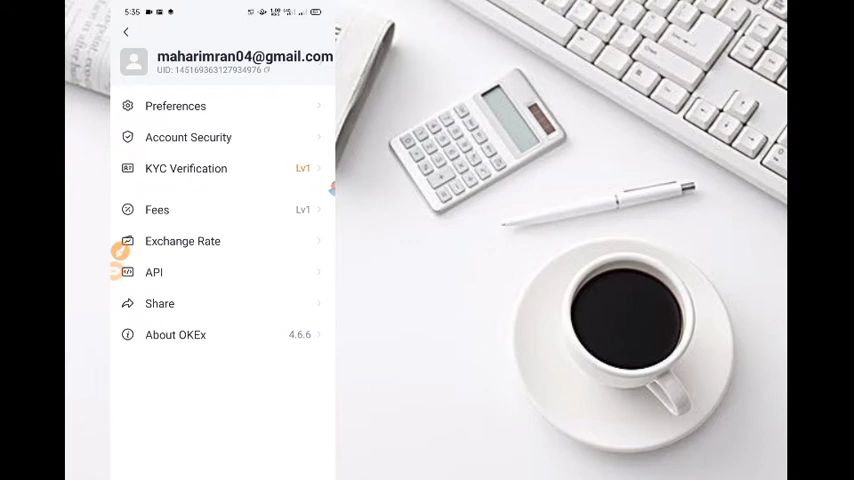 5:35
maharimran04@gmail.com
UID: 145169363127934976
Preferences
Account Security
KYC Verification Lv1
Fees Lv1
Exchange Rate
API
Share
About OKEx 4.6.6